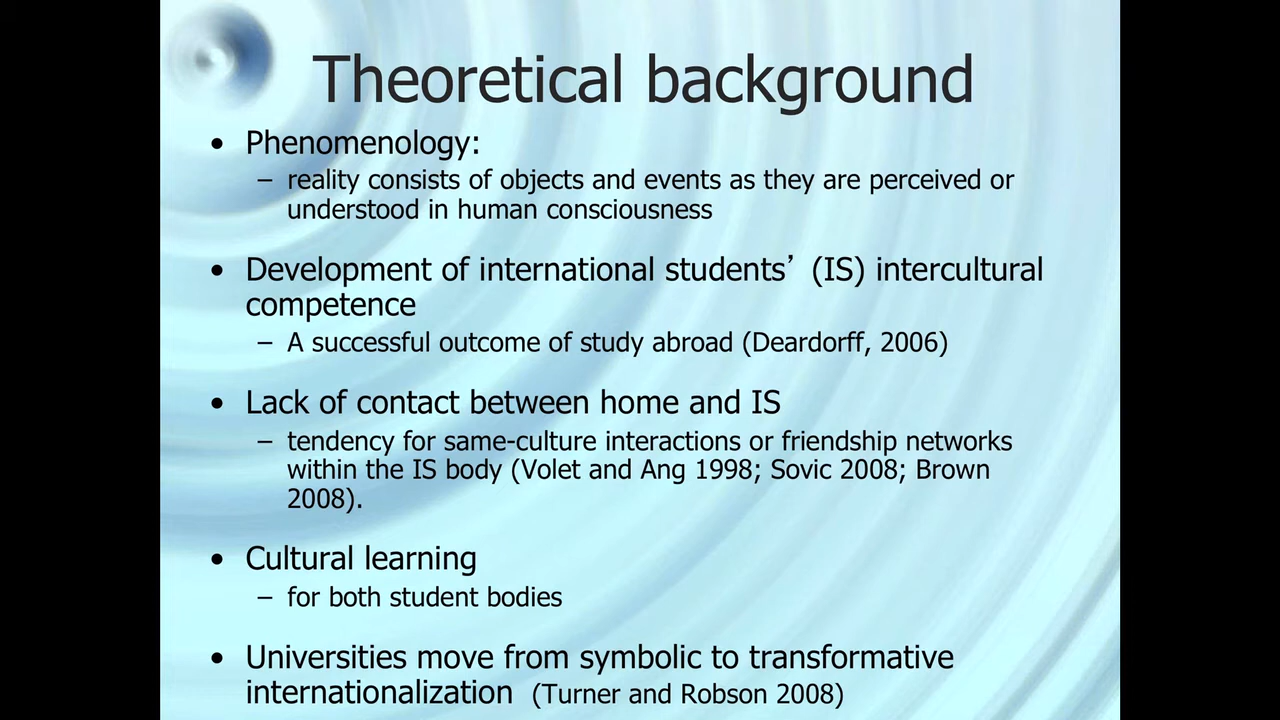 Theoretical background
• Phenomenology:
– reality consists of objects and events as they are perceived or
understood in human consciousness
• Development of international students’ (IS) intercultural
competence
– A successful outcome of study abroad (Deardorff, 2006)
• Lack of contact between home and IS
– tendency for same-culture interactions or friendship networks
within the IS body (Volet and Ang 1998; Sovic 2008; Brown
2008).
• Cultural learning
– for both student bodies
• Universities move from symbolic to transformative
internationalization (Turner and Robson 2008)